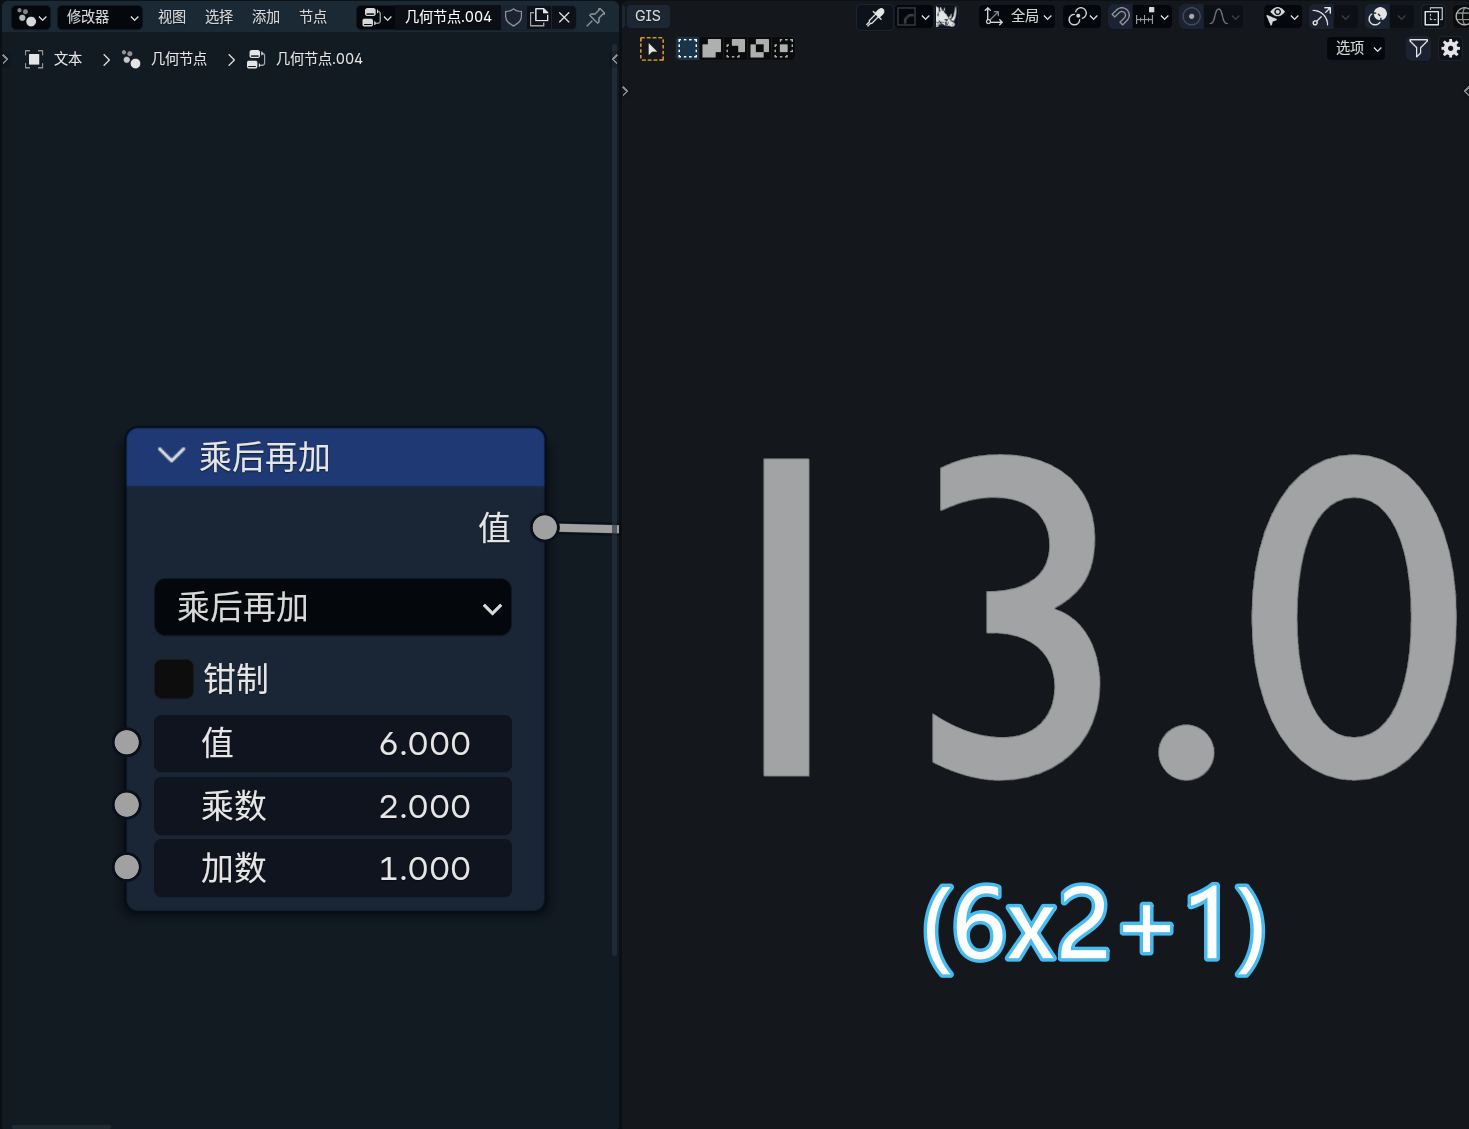 修改器 视图 选择 添加 节点 几何节点.004
文本 几何节点 几何节点.004
GIS 全局
选项
乘后再加
值
乘后再加
钳制
值 6.000
乘数 2.000
加数 1.000
13.0
(6x2+1)